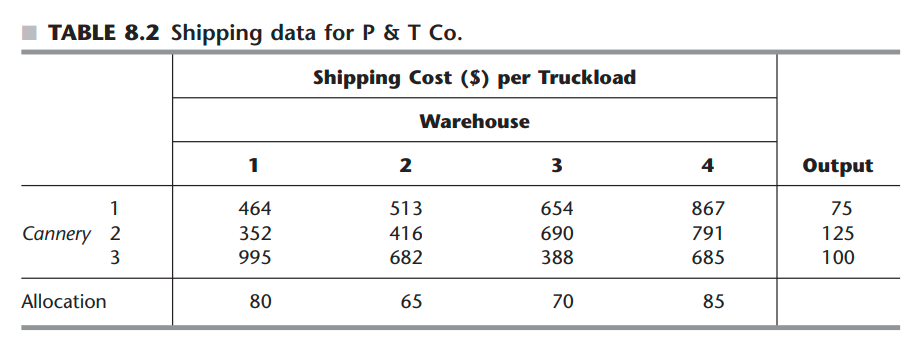 TABLE 8.2 Shipping data for P & T Co.
Shipping Cost ($) per Truckload
Warehouse
1 2 3 4 Output
1 464 513 654 867 75
Cannery 2 352 416 690 791 125
3 995 682 388 685 100
Allocation 80 65 70 85